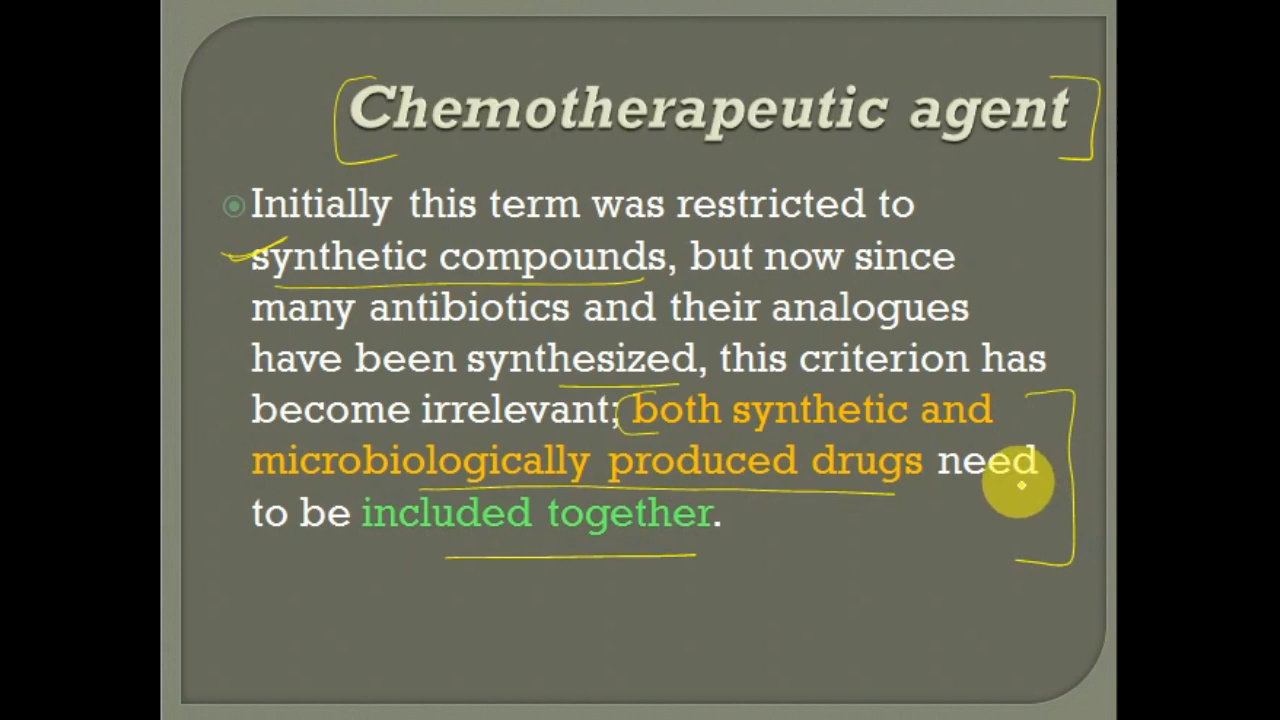 Chemotherapeutic agent
Initially this term was restricted to
synthetic compounds, but now since
many antibiotics and their analogues
have been synthesized, this criterion has
become irrelevant; both synthetic and
microbiologically produced drugs need
to be included together.